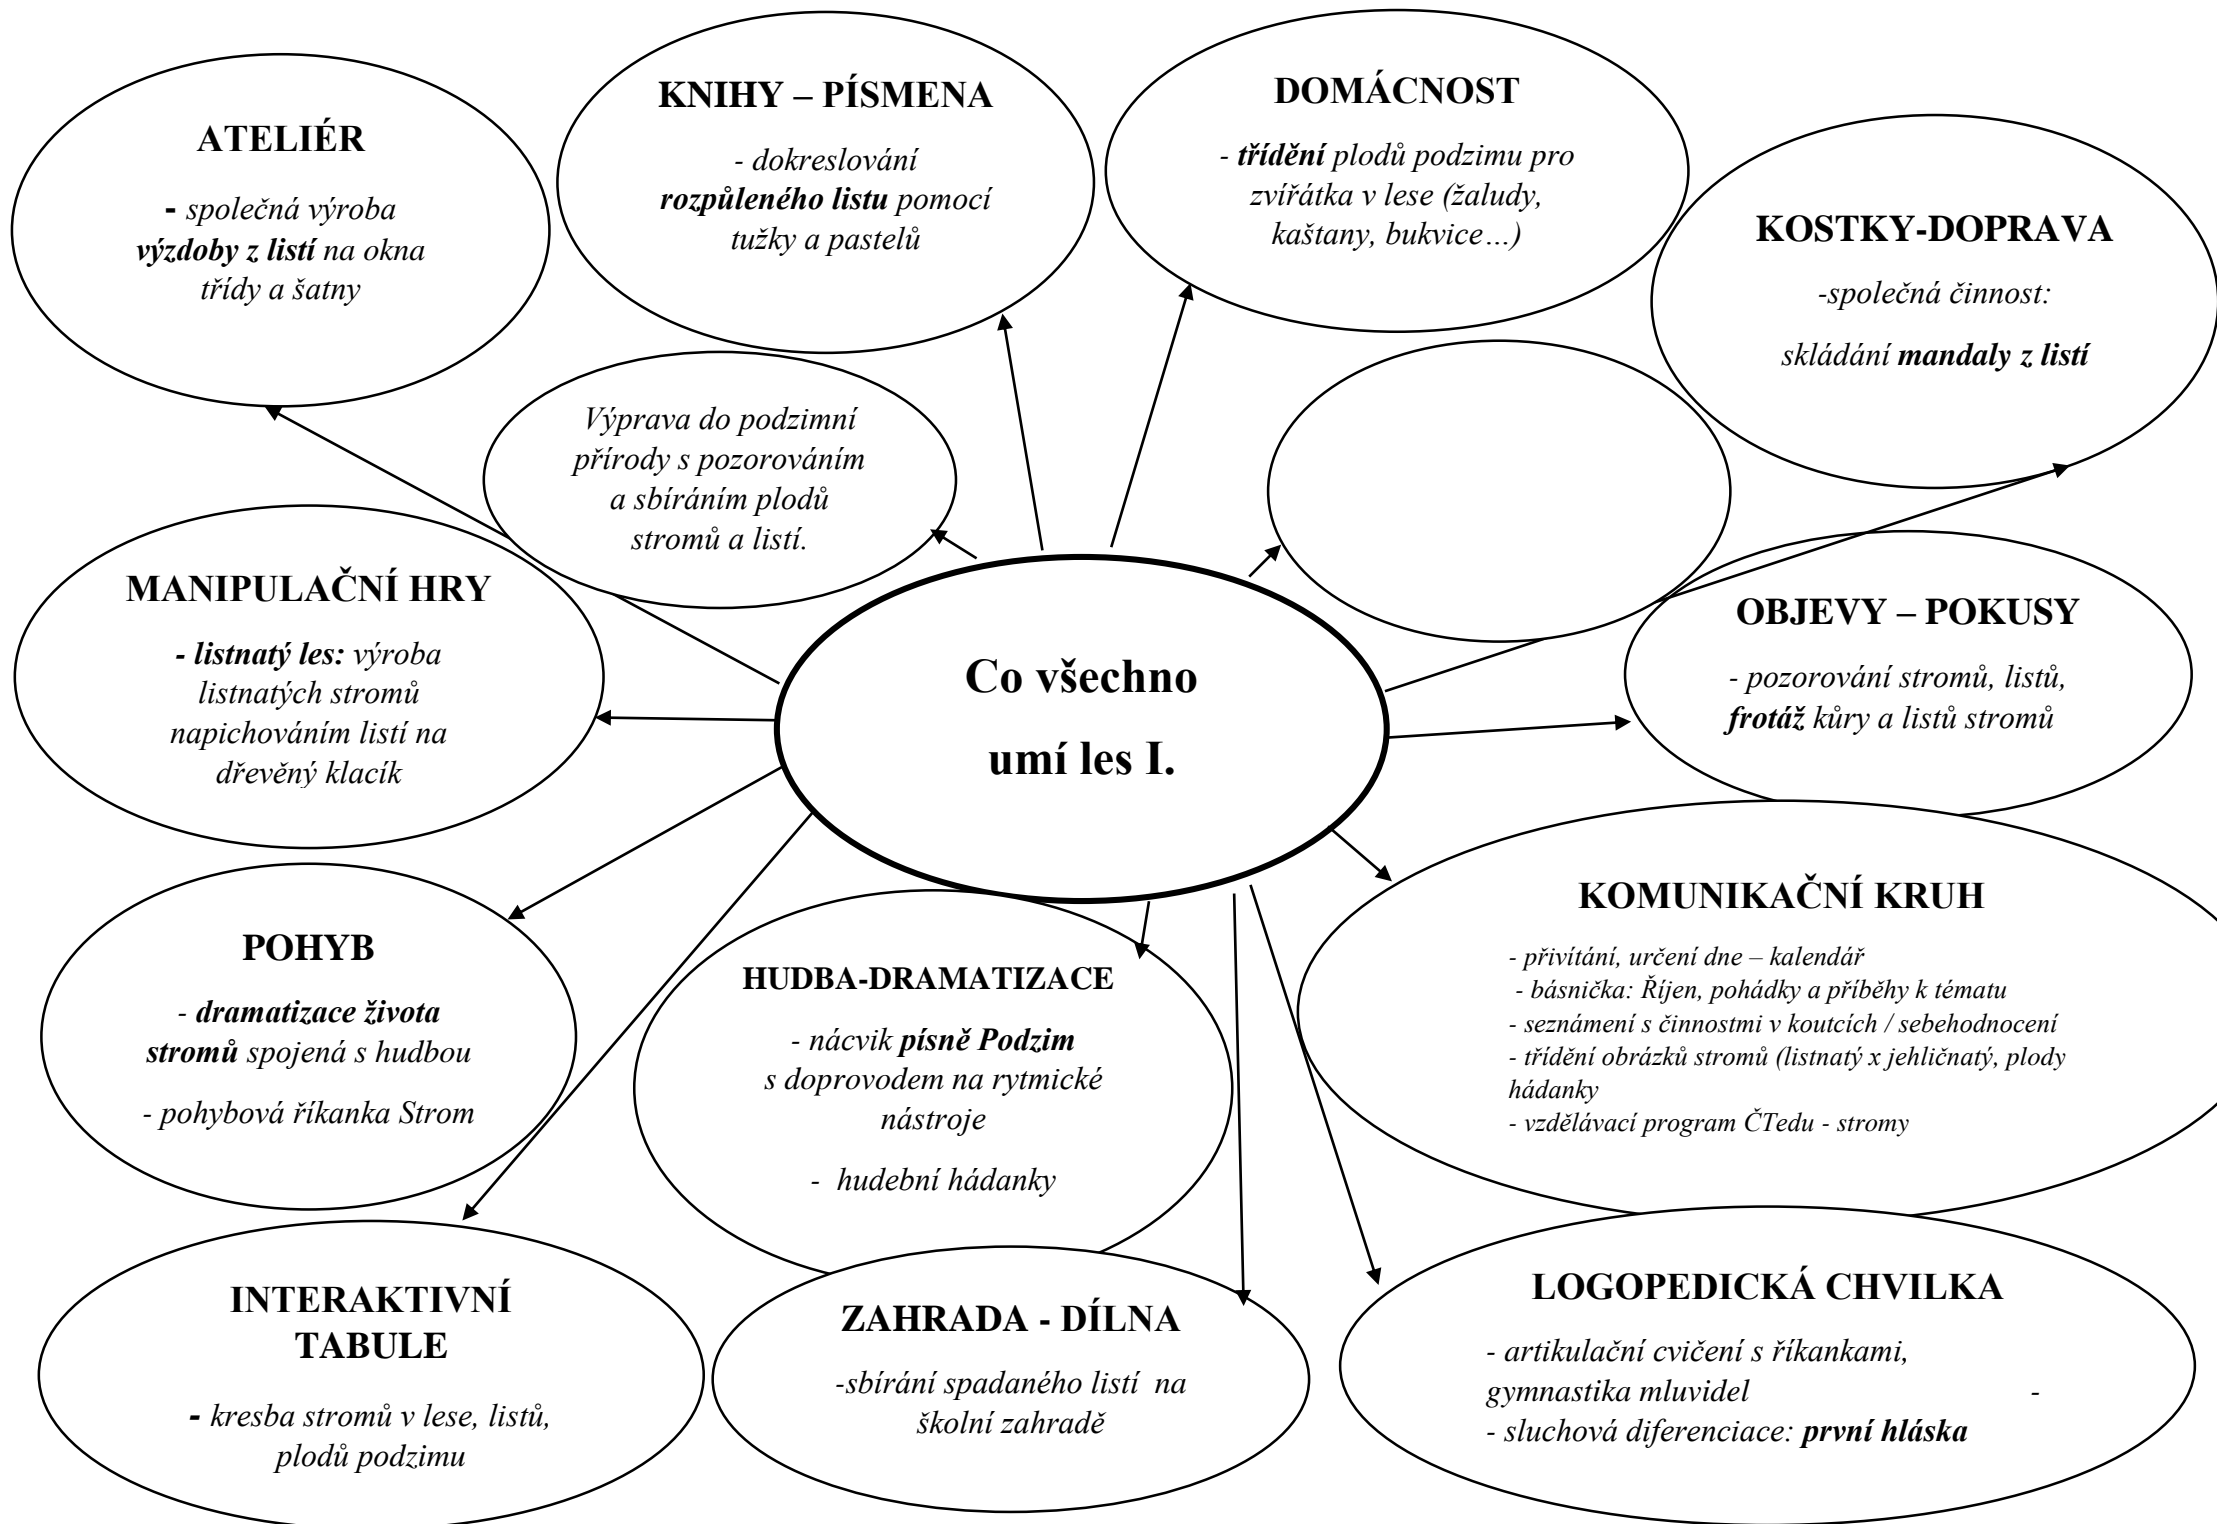 ATELIÉR
- společná výroba
výzdoby z listí na okna
třídy a šatny
KNIHY – PÍSMENA
- dokreslování
rozpůleného listu pomocí
tužky a pastelů
DOMÁCNOST
- třídění plodů podzimu pro
zvířátka v lese (žaludy,
kaštany, bukvice…)
KOSTKY-DOPRAVA
-společná činnost:
skládání mandaly z listí
Výprava do podzimní
přírody s pozorováním
a sbíráním plodů
stromů a listí.
MANIPULAČNÍ HRY
- listnatý les: výroba
listnatých stromů
napichováním listí na
dřevěný klacík
Co všechno
umí les I.
OBJEVY – POKUSY
- pozorování stromů, listů,
frotáž kůry a listů stromů
POHYB
- dramatizace života
stromů spojená s hudbou
- pohybová říkanka Strom
HUDBA-DRAMATIZACE
- nácvik písně Podzim
s doprovodem na rytmické
nástroje
- hudební hádanky
KOMUNIKAČNÍ KRUH
- přivítání, určení dne – kalendář
- básnička: Říjen, pohádky a příběhy k tématu
- seznámení s činnostmi v koutcích / sebehodnocení
- třídění obrázků stromů (listnatý x jehličnatý, plody
hádanky
- vzdělávací program ČTedu - stromy
INTERAKTIVNÍ
TABULE
- kresba stromů v lese, listů,
plodů podzimu
ZAHRADA - DÍLNA
-sbírání spadaného listí na
školní zahradě
LOGOPEDICKÁ CHVILKA
- artikulační cvičení s říkankami,
gymnastika mluvidel -
- sluchová diferenciace: první hláska